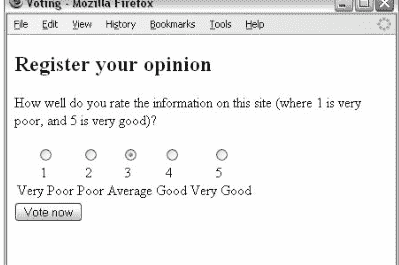 Voting - Mozilla Firefox
File Edit View History Bookmarks Tools Help
Register your opinion
How well do you rate the information on this site (where 1 is very
poor, and 5 is very good)?
1 2 3 4 5
Very Poor Poor Average Good Very Good
Vote now